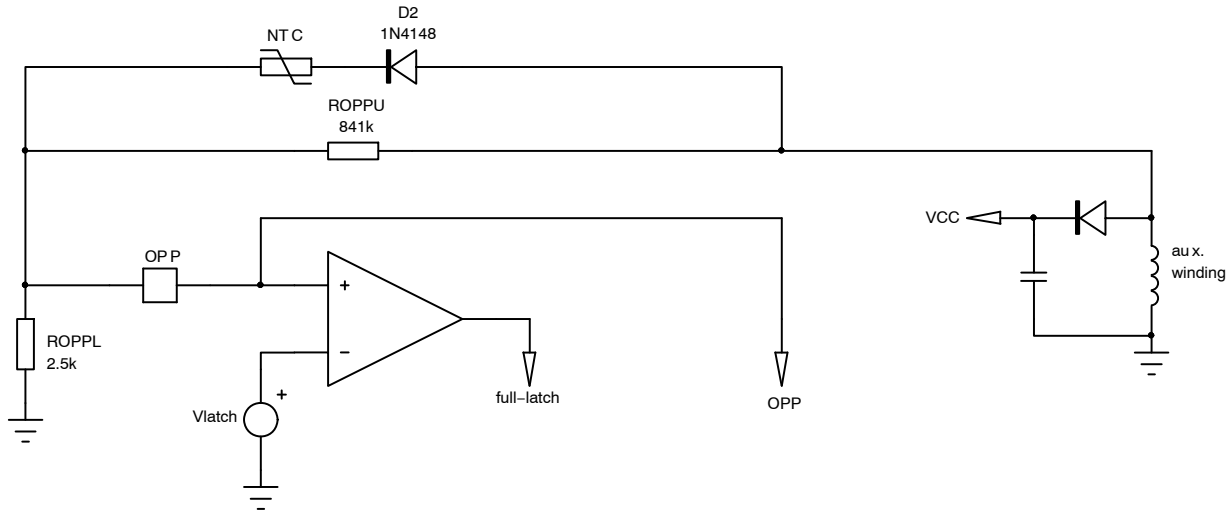 D2
1N4148
NTC
ROPPU
841k
VCC
aux.
winding
OPP
+
ROPPL
2.5k
−
+
Vlatch
full−latch
OPP